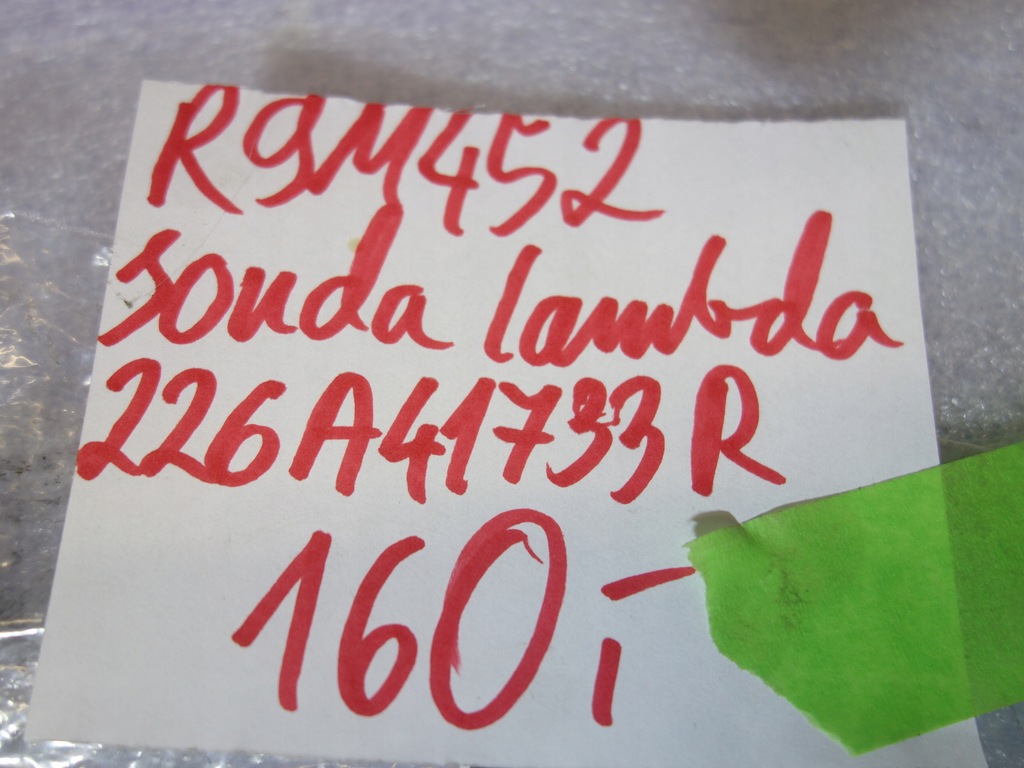 R9M452
sonda lambda
226A41733R
160,-